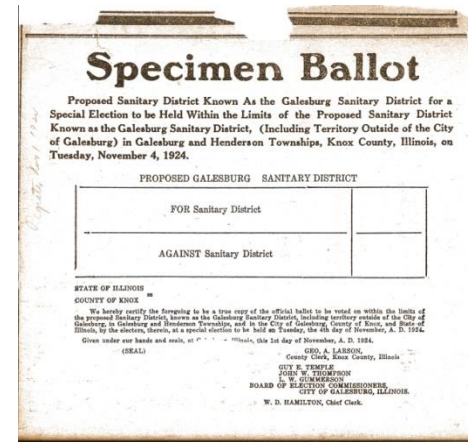 Specimen Ballot
Proposed Sanitary District Known As the Galesburg Sanitary District for a
Special Election to be Held Within the Limits of the Proposed Sanitary District
Known as the Galesburg Sanitary District, (Including Territory Outside of the City
of Galesburg) in Galesburg and Henderson Townships, Knox County, Illinois, on
Tuesday, November 4, 1924.
PROPOSED GALESBURG SANITARY DISTRICT
FOR Sanitary District
AGAINST Sanitary District
STATE OF ILLINOIS
ss
COUNTY OF KNOX
We hereby certify the foregoing to be a true copy of the official ballot to be voted on within the limits of
the proposed Sanitary District, known as the Galesburg Sanitary District, including territory outside of the City of
Galesburg, in Galesburg and Henderson Townships, and in the City of Galesburg, County of Knox, and State of
Illinois, by the electors, therein, at a special election to be held on Tuesday, the 4th day of November, A. D. 1924.
Given under our hands and seals, at Illinois, this 1st day of November, A. D. 1924.
(SEAL)
GEO. A. LARSON,
County Clerk, Knox County, Illinois
GUY E. TEMPLE
JOHN W. THOMPSON
L. W. GUMMERSON
BOARD OF ELECTION COMMISSIONERS,
CITY OF GALESBURG, ILLINOIS.
W. D. HAMILTON, Chief Clerk.